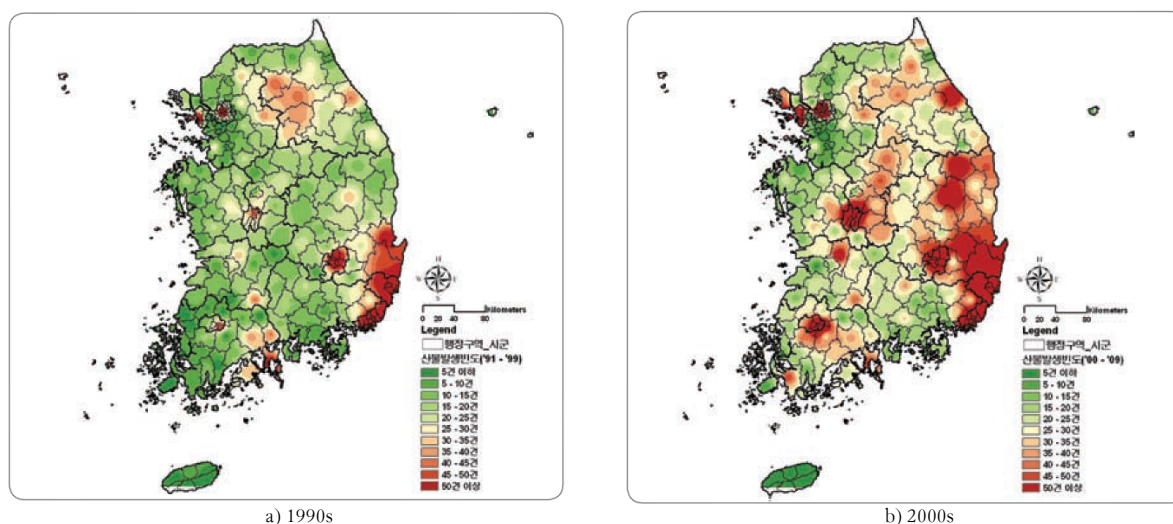 N
W E
S
Kilometers
0 20 40 80
Legend
행정구역_시군
산불발생빈도('91 - '99)
5건 이하
5 - 10건
10 - 15건
15 - 20건
20 - 25건
25 - 30건
30 - 35건
35 - 40건
40 - 45건
45 - 50건
50건 이상
a) 1990s
N
W E
S
Kilometers
0 20 40 80
Legend
행정구역_시군
산불발생빈도('00 - '09)
5건 이하
5 - 10건
10 - 15건
15 - 20건
20 - 25건
25 - 30건
30 - 35건
35 - 40건
40 - 45건
45 - 50건
50건 이상
b) 2000s